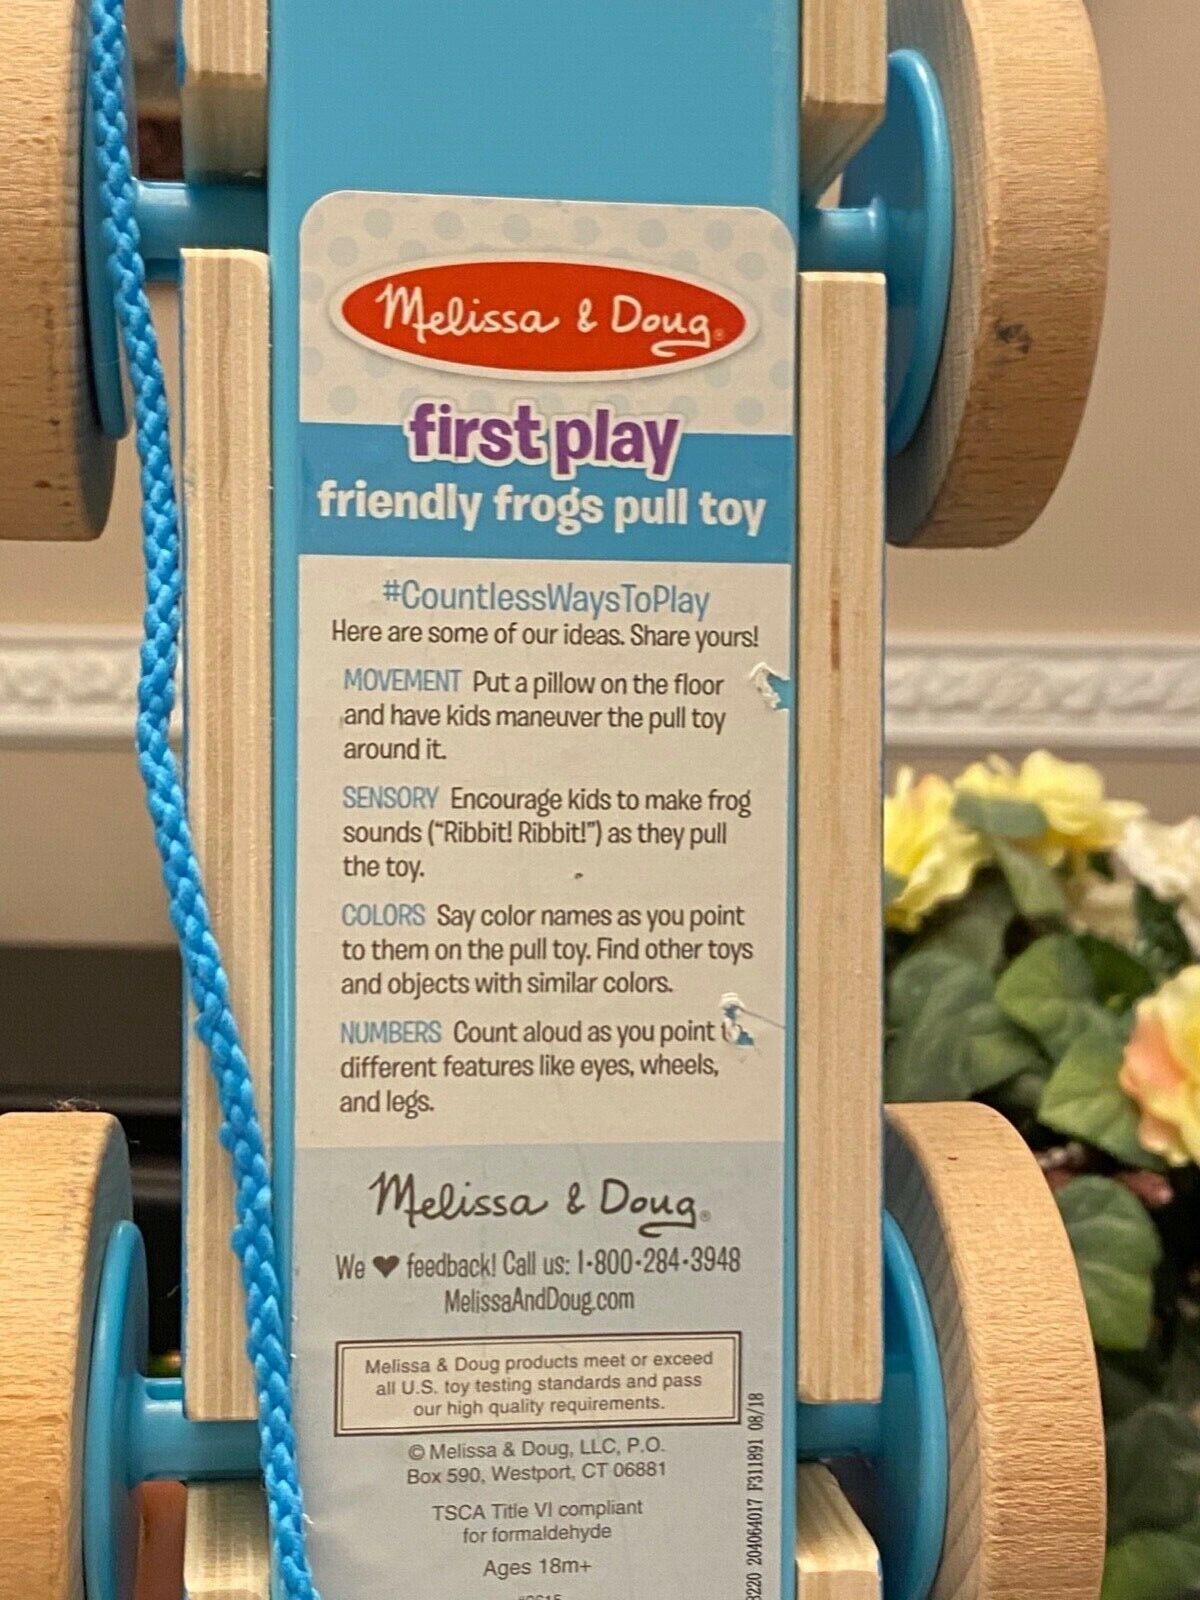 Melissa & Doug®
first play
friendly frogs pull toy
#CountlessWaysToPlay
Here are some of our ideas. Share yours!
MOVEMENT Put a pillow on the floor
and have kids maneuver the pull toy
around it.
SENSORY Encourage kids to make frog
sounds (“Ribbit! Ribbit!”) as they pull
the toy.
COLORS Say color names as you point
to them on the pull toy. Find other toys
and objects with similar colors.
NUMBERS Count aloud as you point
different features like eyes, wheels,
and legs.
Melissa & Doug®
We ♥ feedback! Call us: 1-800-284-3948
MelissaAndDoug.com
Melissa & Doug products meet or exceed
all U.S. toy testing standards and pass
our high quality requirements.
© Melissa & Doug, LLC, P.O.
Box 590, Westport, CT 06881
TSCA Title VI compliant
for formaldehyde
Ages 18m+
204064017 F311891 08/18